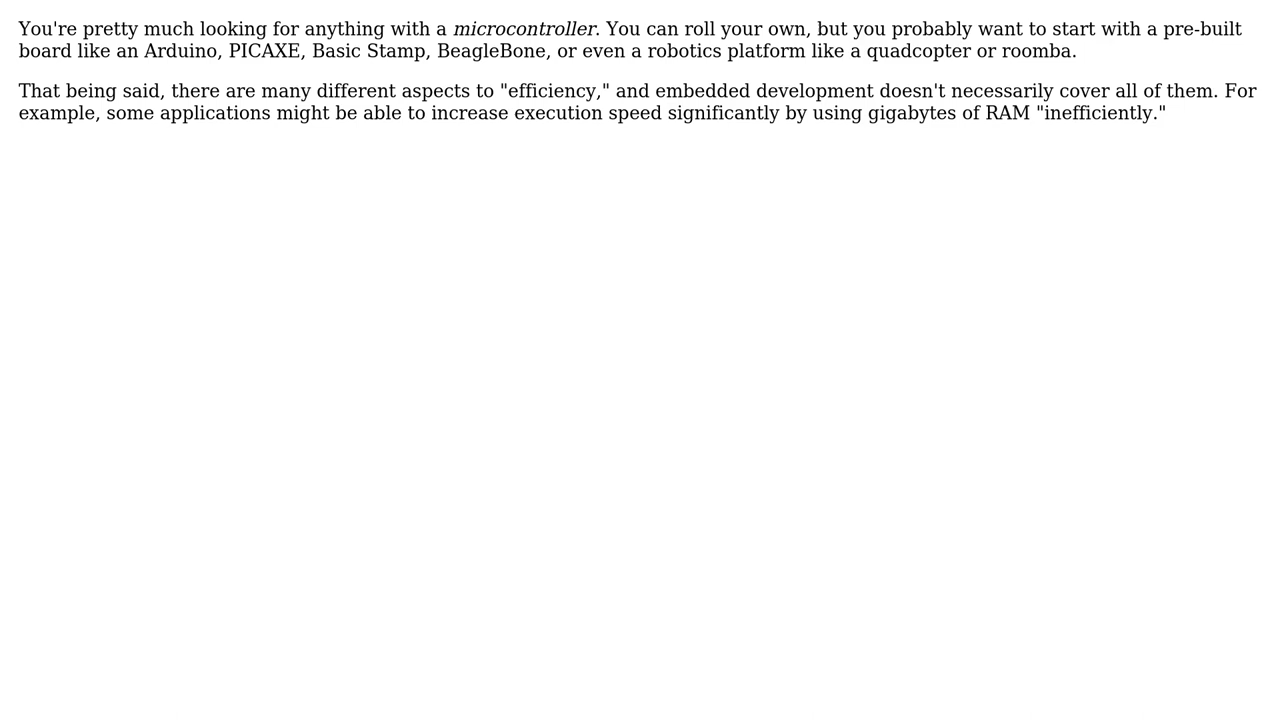 You're pretty much looking for anything with a microcontroller. You can roll your own, but you probably want to start with a pre-built
board like an Arduino, PICAXE, Basic Stamp, BeagleBone, or even a robotics platform like a quadcopter or roomba.
That being said, there are many different aspects to "efficiency," and embedded development doesn't necessarily cover all of them. For
example, some applications might be able to increase execution speed significantly by using gigabytes of RAM "inefficiently."